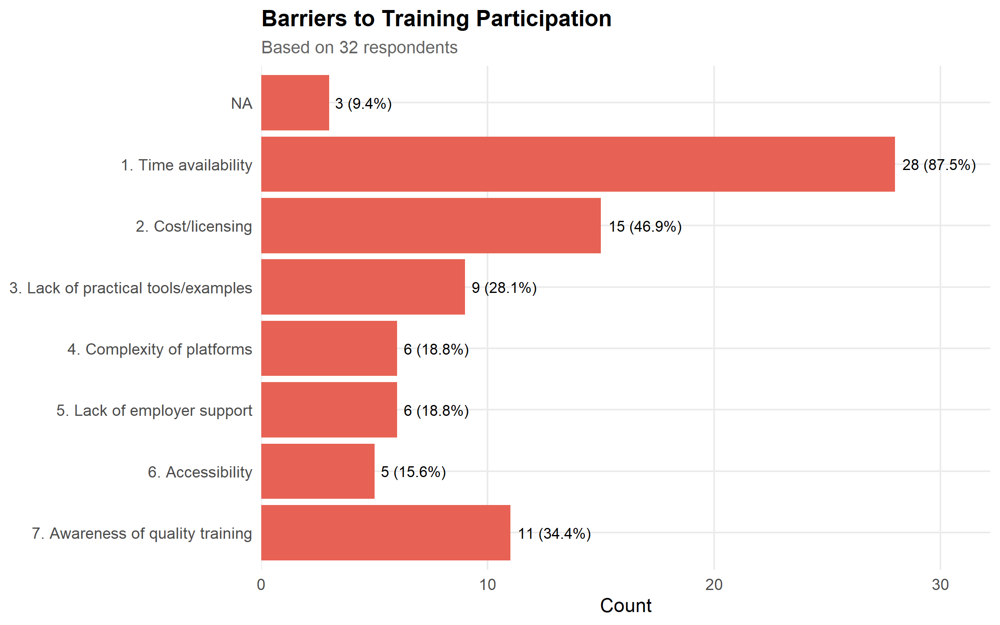 Barriers to Training Participation
Based on 32 respondents
NA
3 (9.4%)
1. Time availability
28 (87.5%)
2. Cost/licensing
15 (46.9%)
3. Lack of practical tools/examples
9 (28.1%)
4. Complexity of platforms
6 (18.8%)
5. Lack of employer support
6 (18.8%)
6. Accessibility
5 (15.6%)
7. Awareness of quality training
11 (34.4%)
0 10 20 30
Count